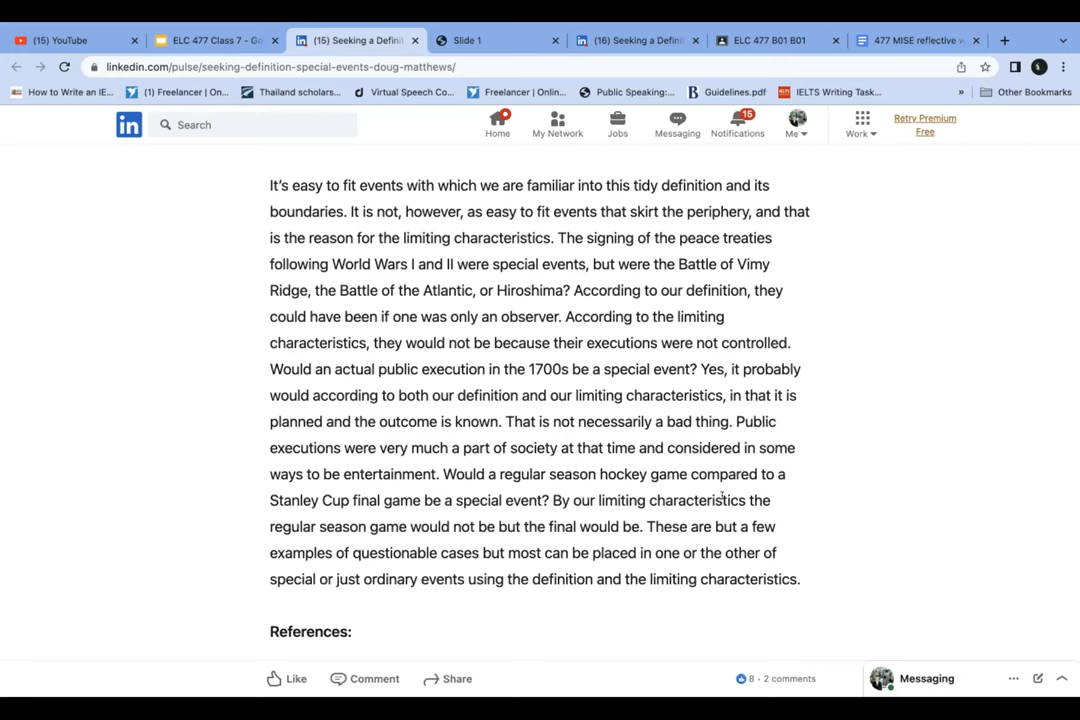 (15) YouTube
ELC 477 Class 7 - Go
(15) Seeking a Definit
Slide 1
(16) Seeking a Defini
ELC 477 B01 B01
477 MISE reflective w
linkedin.com/pulse/seeking-definition-special-events-doug-matthews/
How to Write an IE...
(1) Freelancer | On...
Thailand scholars...
Virtual Speech Co...
Freelancer | Onlin...
Public Speaking:...
Guidelines.pdf
IELTS Writing Task...
»
Other Bookmarks
in
Search
Home
My Network
Jobs
Messaging
15
Notifications
Me
Work
Retry Premium
Free
It's easy to fit events with which we are familiar into this tidy definition and its
boundaries. It is not, however, as easy to fit events that skirt the periphery, and that
is the reason for the limiting characteristics. The signing of the peace treaties
following World Wars I and II were special events, but were the Battle of Vimy
Ridge, the Battle of the Atlantic, or Hiroshima? According to our definition, they
could have been if one was only an observer. According to the limiting
characteristics, they would not be because their executions were not controlled.
Would an actual public execution in the 1700s be a special event? Yes, it probably
would according to both our definition and our limiting characteristics, in that it is
planned and the outcome is known. That is not necessarily a bad thing. Public
executions were very much a part of society at that time and considered in some
ways to be entertainment. Would a regular season hockey game compared to a
Stanley Cup final game be a special event? By our limiting characteristics the
regular season game would not be but the final would be. These are but a few
examples of questionable cases but most can be placed in one or the other of
special or just ordinary events using the definition and the limiting characteristics.
References:
Like
Comment
Share
8 · 2 comments
Messaging